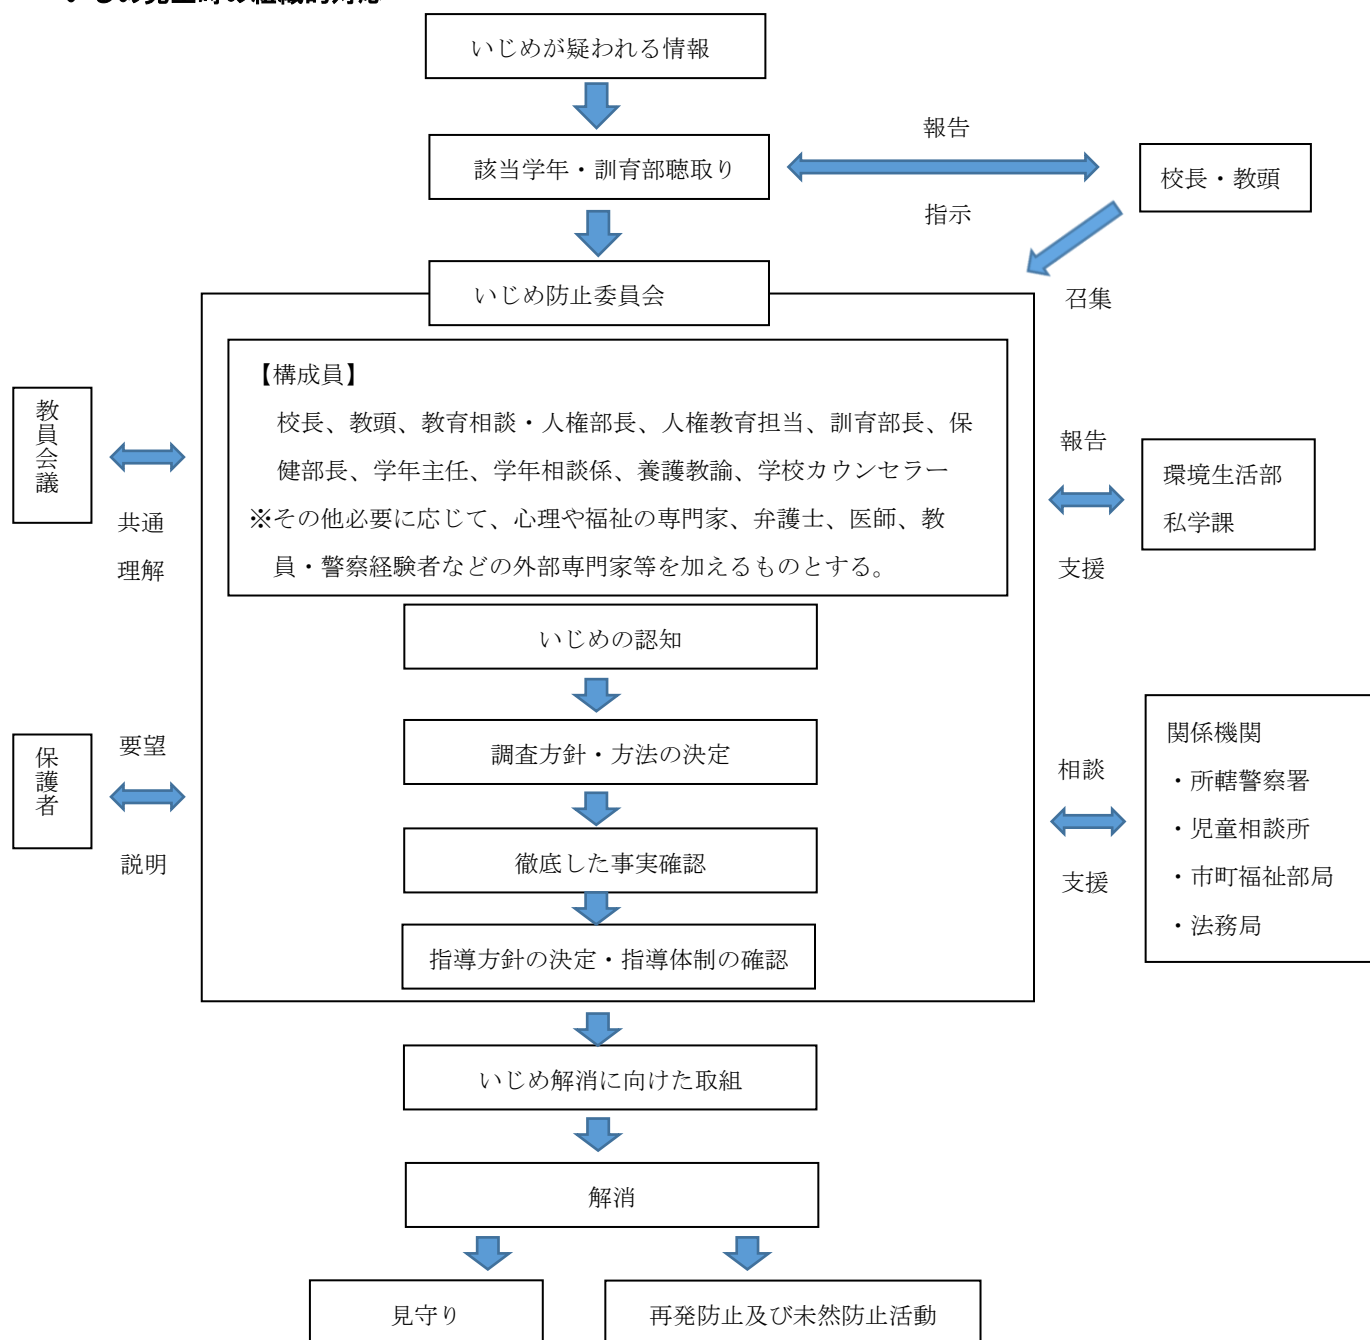 いじめが疑われる情報
報告
該当学年・訓育部聴取り
校長・教頭
指示
いじめ防止委員会
召集
【構成員】
校長、教頭、教育相談・人権部長、人権教育担当、訓育部長、保
健部長、学年主任、学年相談係、養護教諭、学校カウンセラー
※その他必要に応じて、心理や福祉の専門家、弁護士、医師、教
員・警察経験者などの外部専門家等を加えるものとする。
教員会議
共通
理解
報告
環境生活部
私学課
支援
いじめの認知
調査方針・方法の決定
保護者
要望
説明
相談
支援
関係機関
・所轄警察署
・児童相談所
・市町福祉部局
・法務局
徹底した事実確認
指導方針の決定・指導体制の確認
いじめ解消に向けた取組
解消
見守り
再発防止及び未然防止活動